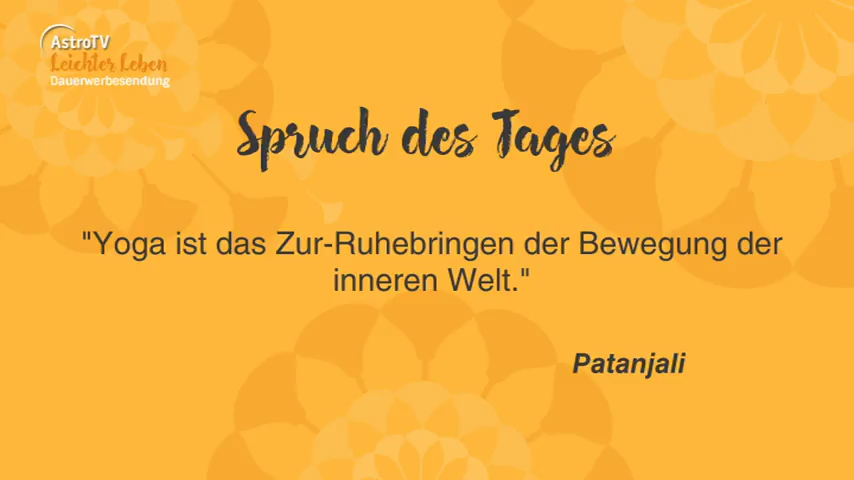 AstroTV
Leichter Leben
Dauerwerbesendung
Spruch des Tages
"Yoga ist das Zur-Ruhebringen der Bewegung der
inneren Welt."
Patanjali